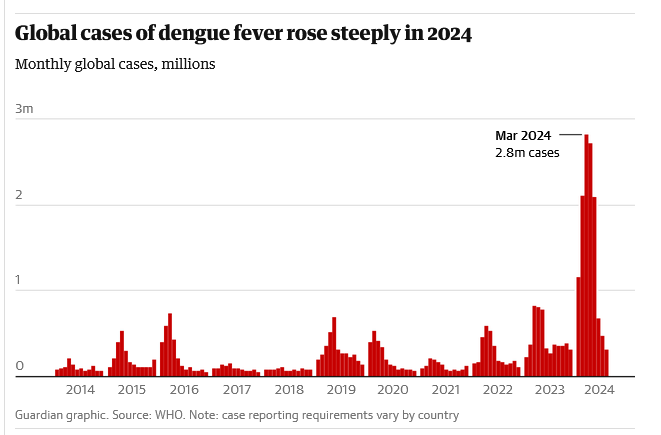 Global cases of dengue fever rose steeply in 2024
Monthly global cases, millions
3m
Mar 2024
2.8m cases
2
1
0
2014 2015 2016 2017 2018 2019 2020 2021 2022 2023 2024
Guardian graphic. Source: WHO. Note: case reporting requirements vary by country